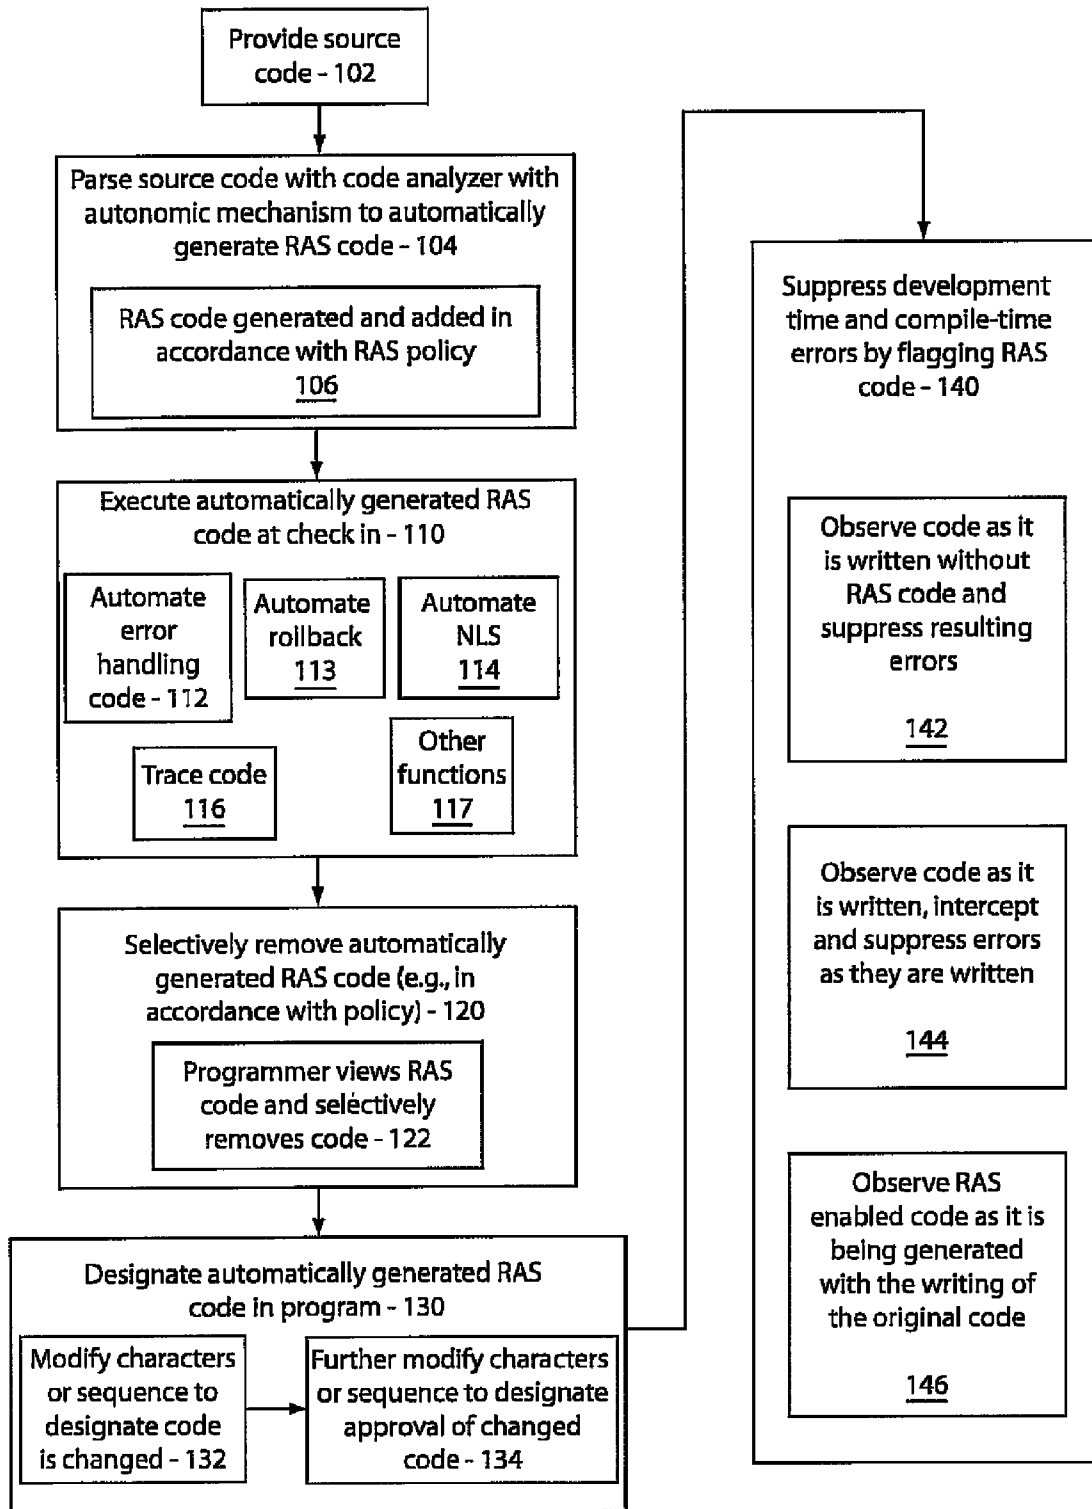 Provide source
code - 102
Parse source code with code analyzer with
autonomic mechanism to automatically
generate RAS code - 104
RAS code generated and added in
accordance with RAS policy
106
Execute automatically generated RAS
code at check in - 110
Automate
error
handling
code - 112
Automate
rollback
113
Automate
NLS
114
Trace code
116
Other
functions
117
Selectively remove automatically
generated RAS code (e.g., in
accordance with policy) - 120
Programmer views RAS
code and selectively
removes code - 122
Designate automatically generated RAS
code in program - 130
Modify characters
or sequence to
designate code
is changed - 132
Further modify characters
or sequence to designate
approval of changed
code - 134
Suppress development
time and compile-time
errors by flagging RAS
code - 140
Observe code as it
is written without
RAS code and
suppress resulting
errors
142
Observe code as it
is written, intercept
and suppress errors
as they are written
144
Observe RAS
enabled code as it is
being generated
with the writing of
the original code
146